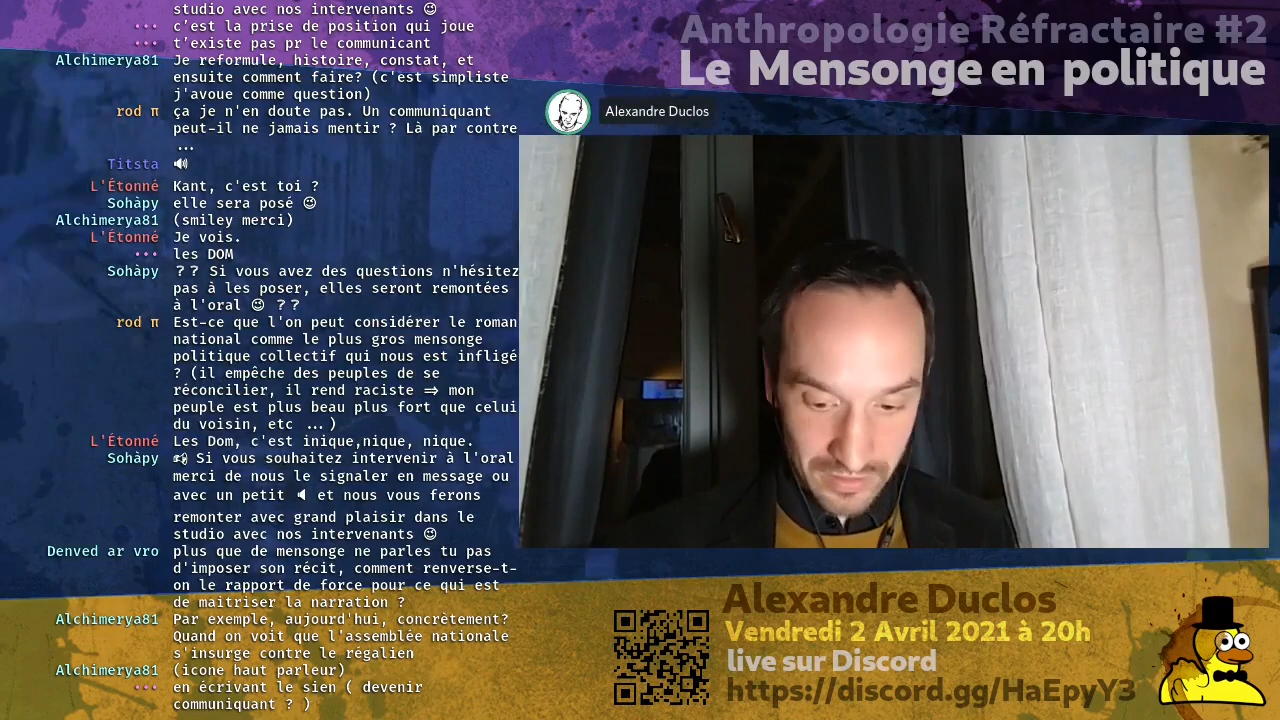 studio avec nos intervenants 😉
••• c’est la prise de position qui joue
••• t’existe pas pr le communicant
Alchimerya81 Je reformule, histoire, constat, et
ensuite comment faire? (c'est simpliste
j'avoue comme question)
rod π ça je n'en doute pas. Un communiquant
peut-il ne jamais mentir ? Là par contre
...
Titsta 🔊
L'Étonné Kant, c'est toi ?
Sohàpy elle sera posé 😉
Alchimerya81 (smiley merci)
L'Étonné Je vois.
••• les DOM
Sohàpy ?? Si vous avez des questions n'hésitez
pas à les poser, elles seront remontées
à l'oral 😉 ??
rod π Est-ce que l'on peut considérer le roman
national comme le plus gros mensonge
politique collectif qui nous est infligé
? (il empêche des peuples de se
réconcilier, il rend raciste => mon
peuple est plus beau plus fort que celui
du voisin, etc ...)
L'Étonné Les Dom, c'est inique,nique, nique.
Sohàpy Si vous souhaitez intervenir à l'oral
merci de nous le signaler en message ou
avec un petit 🔈 et nous vous ferons
remonter avec grand plaisir dans le
studio avec nos intervenants 😉
Denved ar vro plus que de mensonge ne parles tu pas
d'imposer son récit, comment renverse-t-
on le rapport de force pour ce qui est
de maitriser la narration ?
Alchimerya81 Par exemple, aujourd'hui, concrètement?
Quand on voit que l'assemblée nationale
s'insurge contre le régalien
Alchimerya81 (icone haut parleur)
••• en écrivant le sien ( devenir
communiquant ? )
Anthropologie Réfractaire #2
Le Mensonge en politique
Alexandre Duclos
Alexandre Duclos
Vendredi 2 Avril 2021 à 20h
live sur Discord
https://discord.gg/HaEpyY3